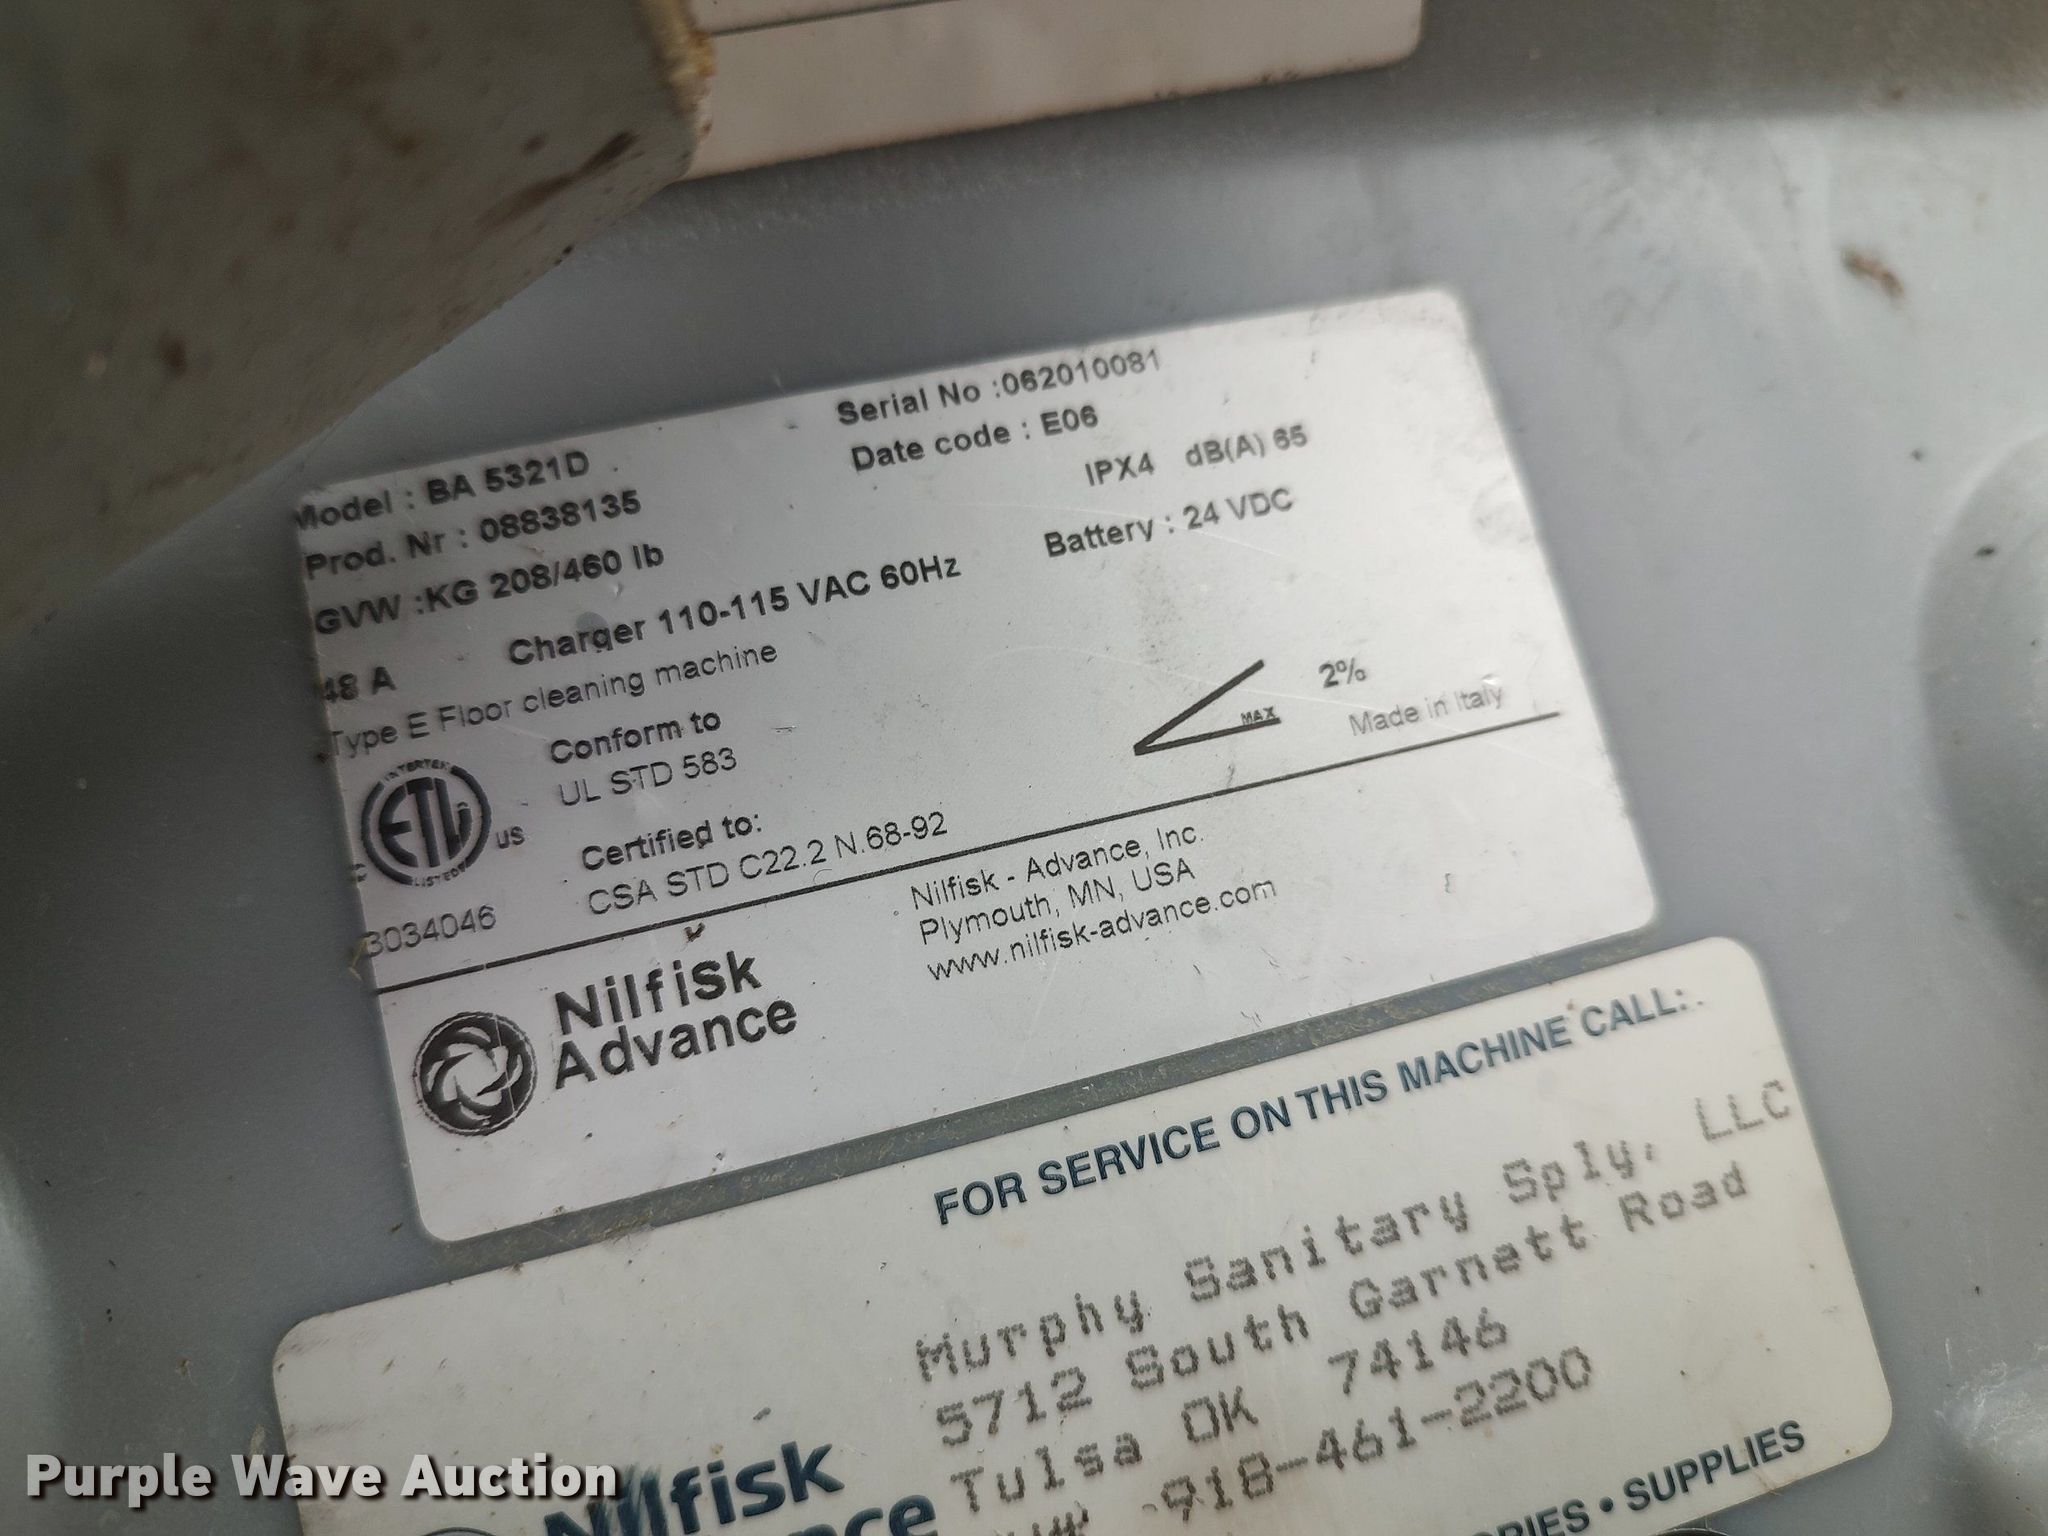 Model : BA 5321D
Serial No :062010081
Prod. Nr : 08838135
Date code : E06
GVW :KG 208/460 lb
IPX4 dB(A) 65
48 A Charger 110-115 VAC 60Hz
Battery : 24 VDC
Type E Floor cleaning machine
Conform to
UL STD 583
MAX 2%
Made in Italy
INTERTEK
ETL
C US
LISTED
3034046
Certified to:
CSA STD C22.2 N.68-92
Nilfisk
Advance
Nilfisk - Advance, Inc.
Plymouth, MN, USA
www.nilfisk-advance.com
FOR SERVICE ON THIS MACHINE CALL:
Murphy Sanitary Sply, LLC
5712 South Garnett Road
Tulsa OK 74146
918-461-2200
Nilfisk
SUPPLIES
Purple Wave Auction